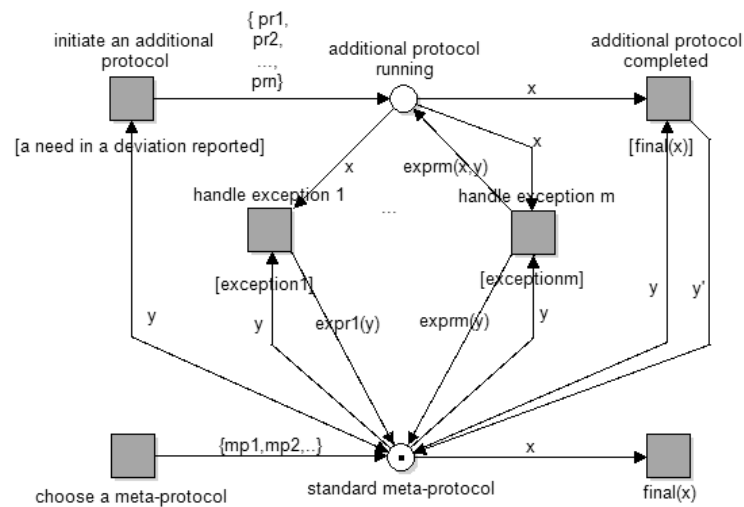 initiate an additional
protocol
{ pr1,
pr2,
...,
prn}
additional protocol
running
additional protocol
completed
x
[a need in a deviation reported]
x
exprm(x,y)
x
[final(x)]
handle exception 1
...
handle exception m
[exception1]
[exceptionm]
y
y
expr1(y)
exprm(y)
y
y
y'
{mp1,mp2,..}
x
choose a meta-protocol
standard meta-protocol
final(x)